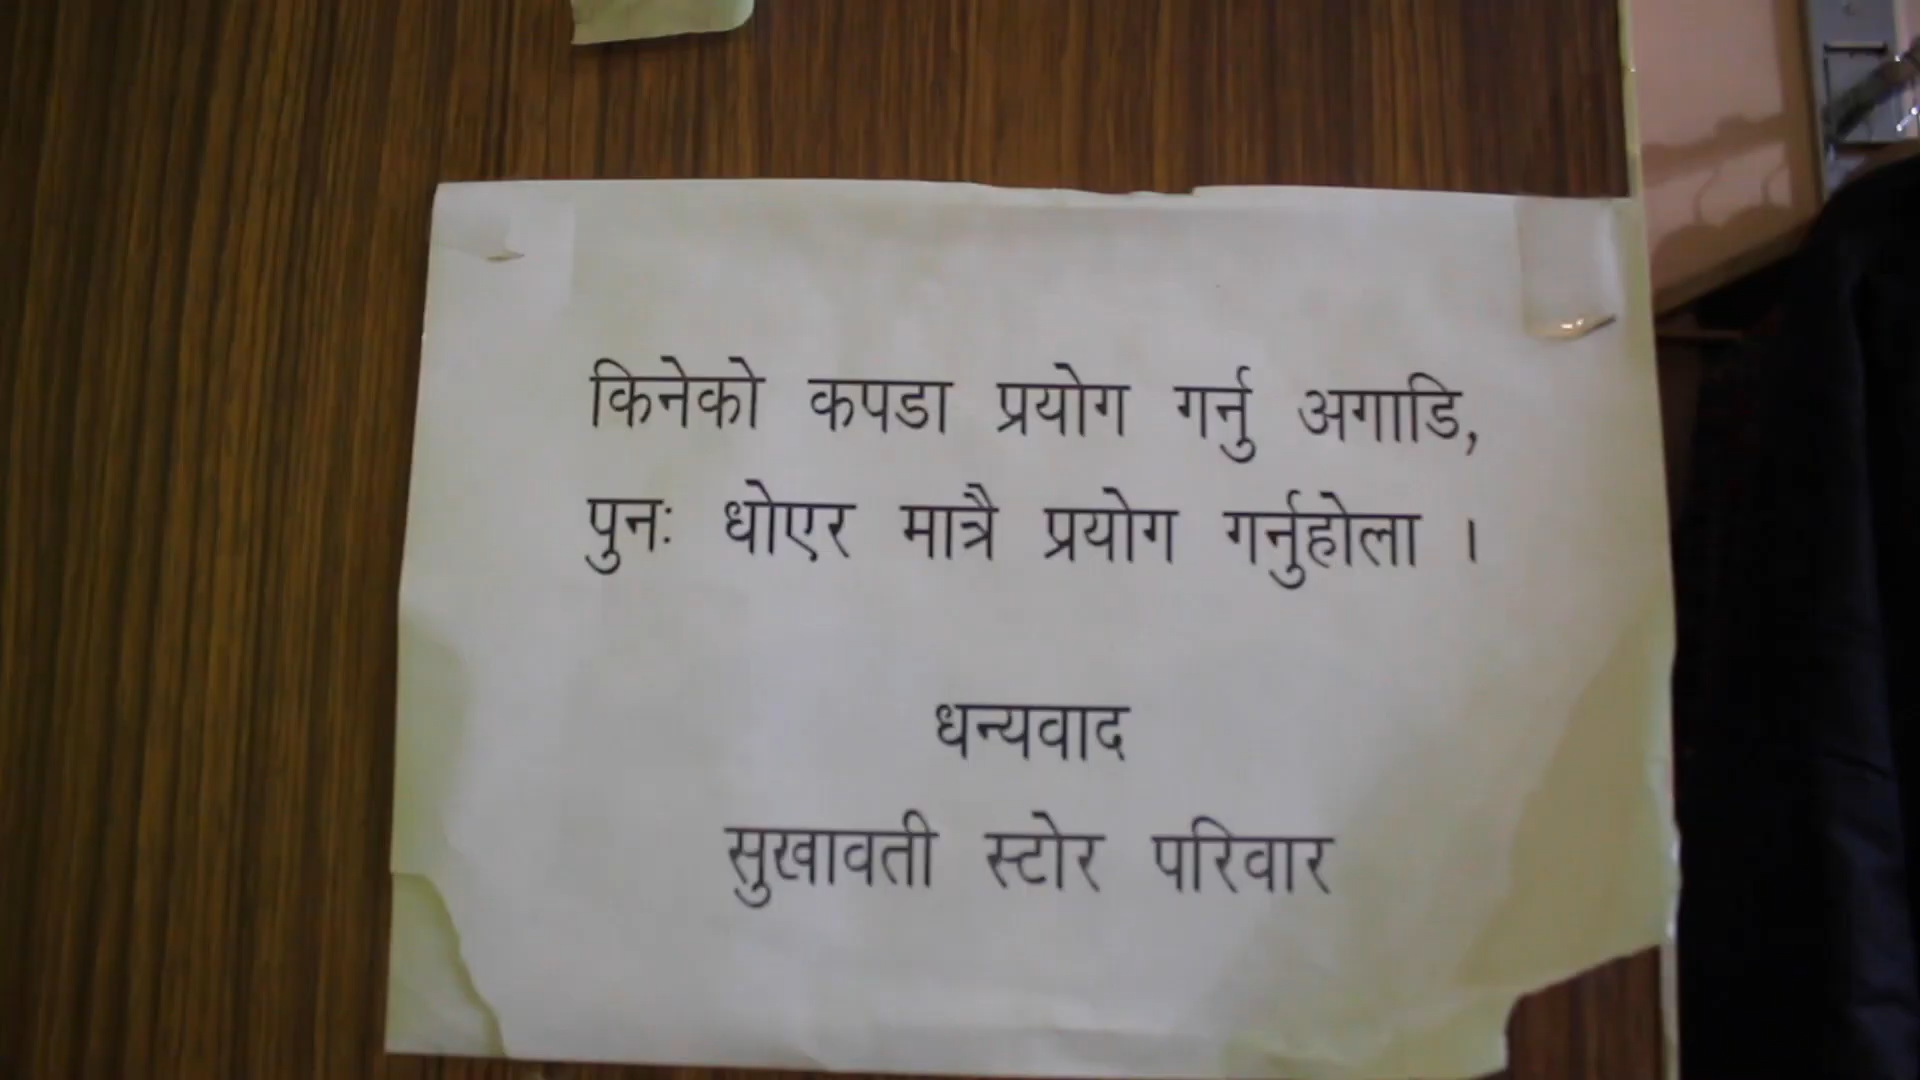 किनेको कपडा प्रयोग गर्नु अगाडि,
पुनः धोएर मात्रै प्रयोग गर्नुहोला ।
धन्यवाद
सुखावती स्टोर परिवार